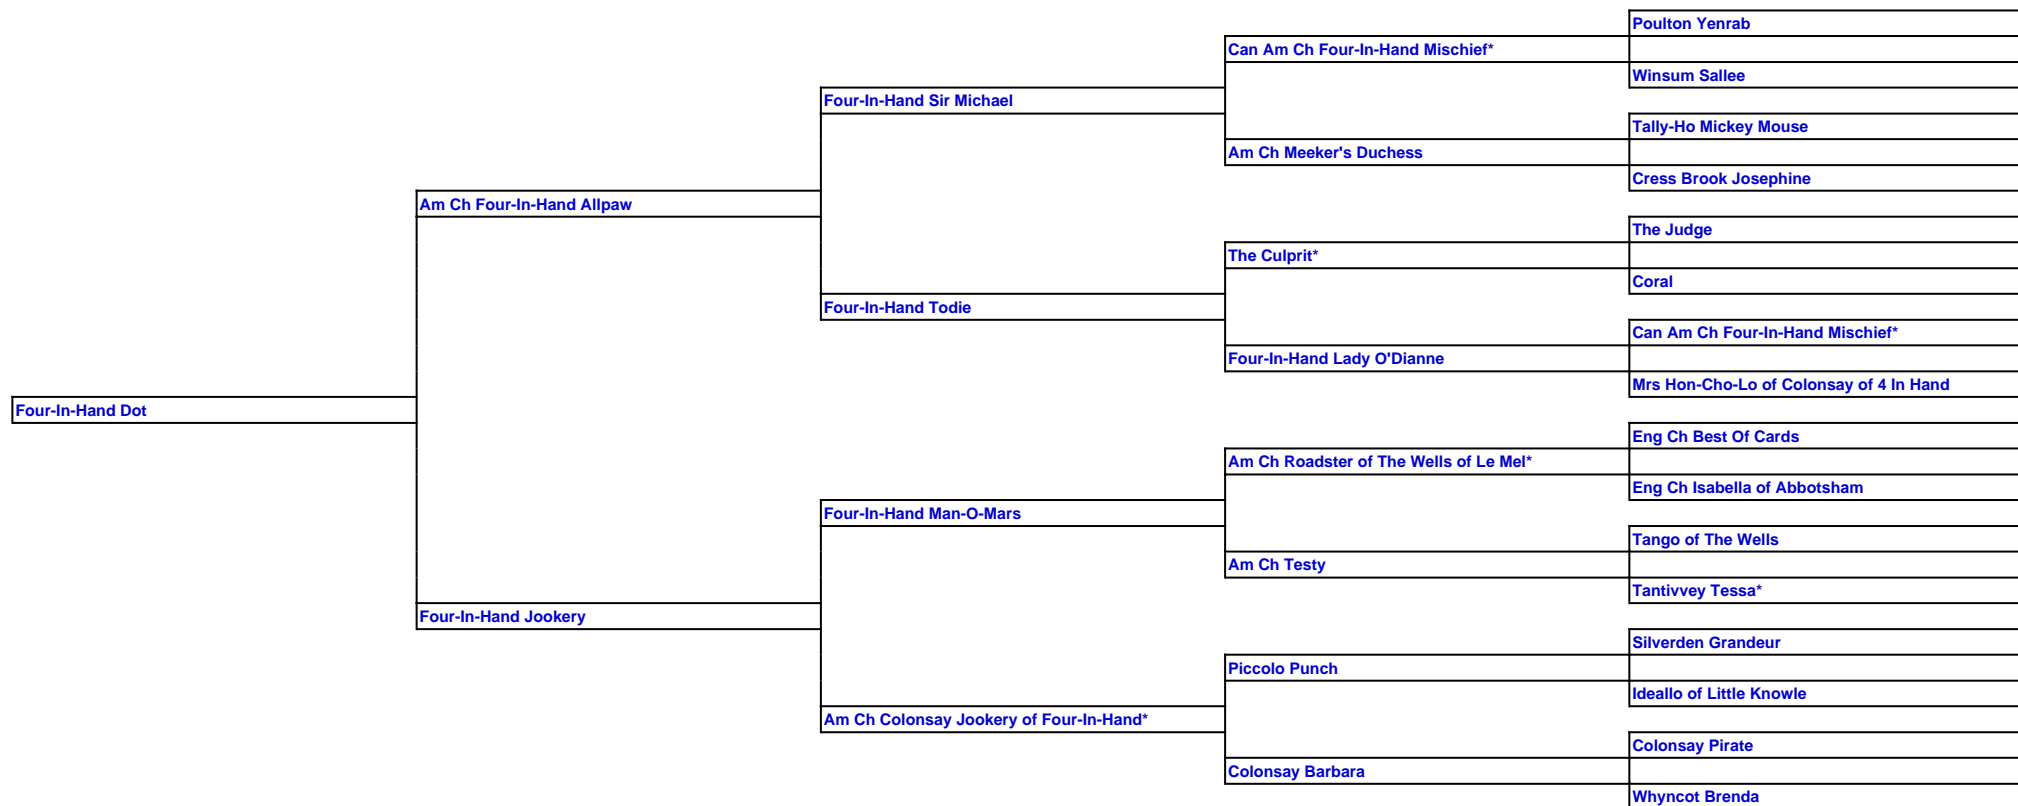 Poulton Yenrab
Can Am Ch Four-In-Hand Mischief*
Winsum Sallee
Four-In-Hand Sir Michael
Tally-Ho Mickey Mouse
Am Ch Meeker's Duchess
Cress Brook Josephine
Am Ch Four-In-Hand Allpaw
The Judge
The Culprit*
Coral
Four-In-Hand Todie
Can Am Ch Four-In-Hand Mischief*
Four-In-Hand Lady O'Dianne
Mrs Hon-Cho-Lo of Colonsay of 4 In Hand
Four-In-Hand Dot
Eng Ch Best Of Cards
Am Ch Roadster of The Wells of Le Mel*
Eng Ch Isabella of Abbotsham
Four-In-Hand Man-O-Mars
Tango of The Wells
Am Ch Testy
Tantivvey Tessa*
Four-In-Hand Jookery
Silverden Grandeur
Piccolo Punch
Ideallo of Little Knowle
Am Ch Colonsay Jookery of Four-In-Hand*
Colonsay Pirate
Colonsay Barbara
Whyncot Brenda